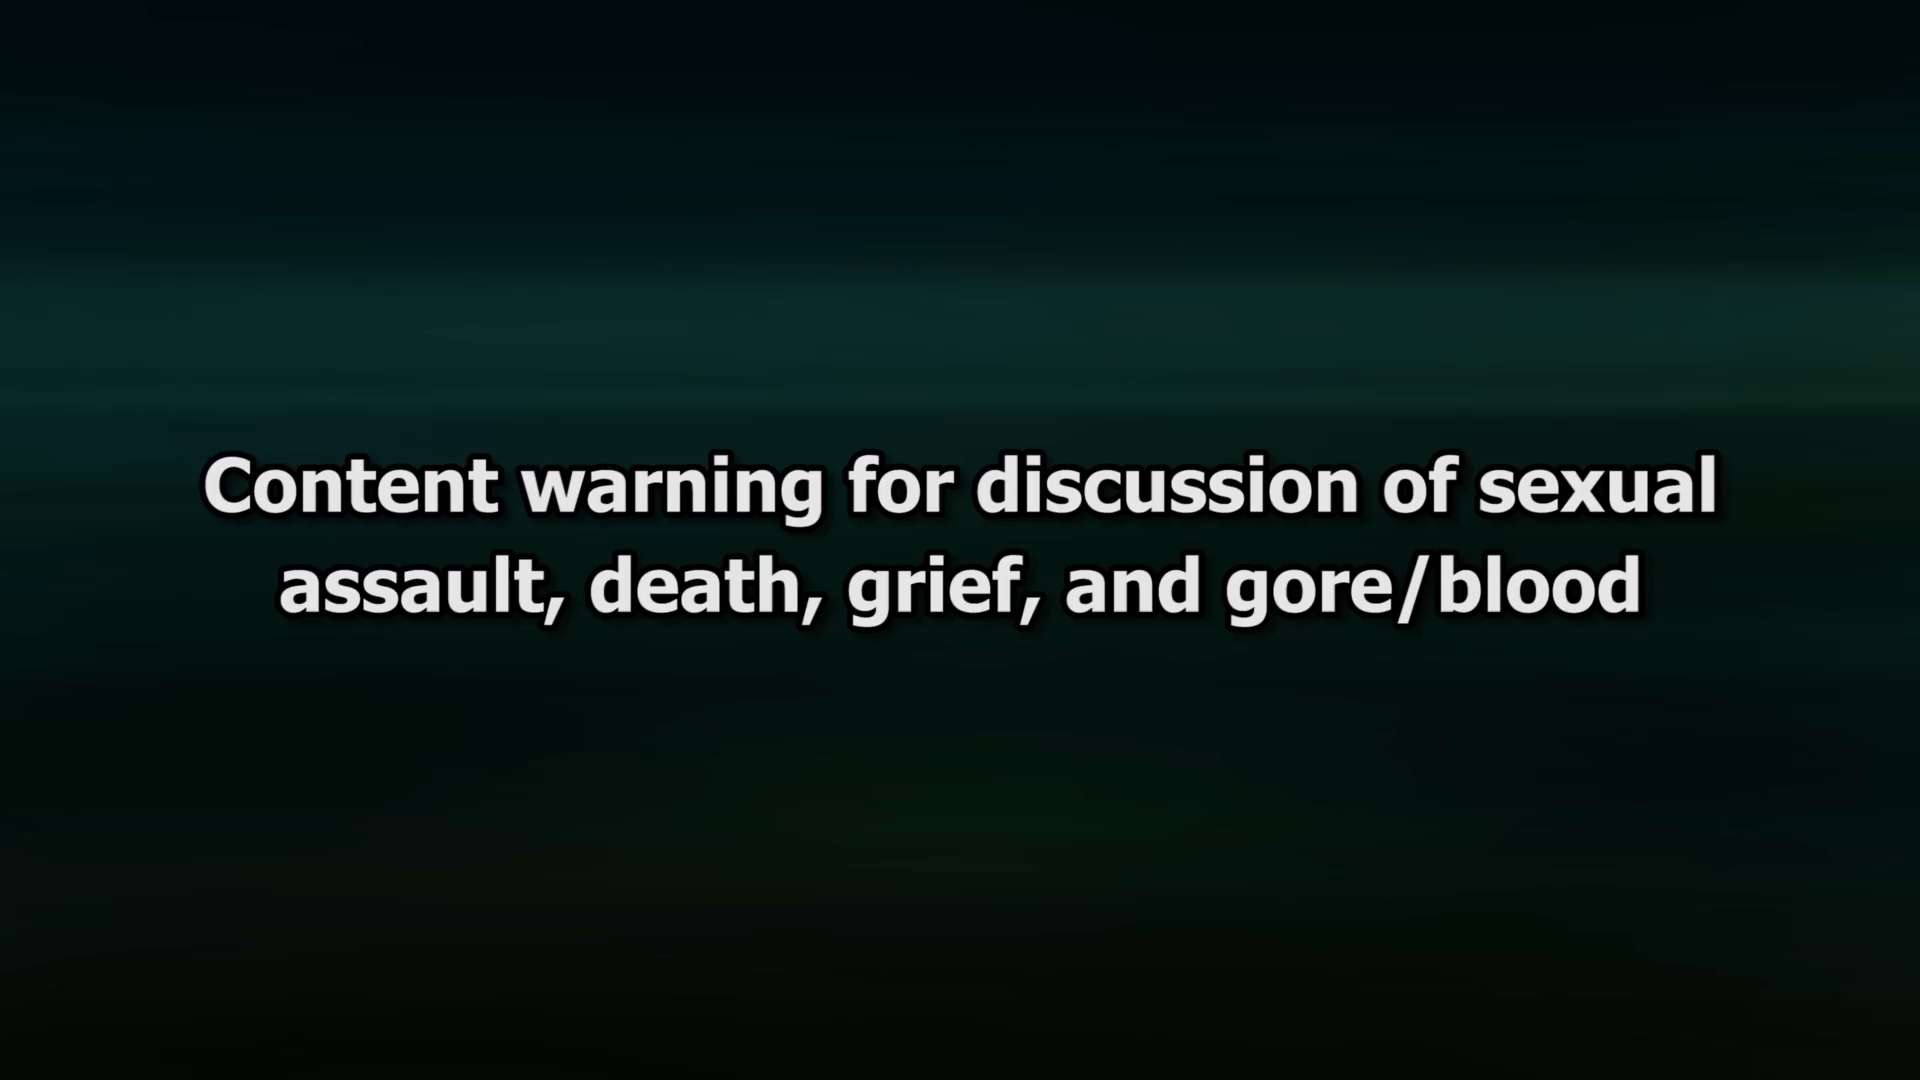 Content warning for discussion of sexual
assault, death, grief, and gore/blood